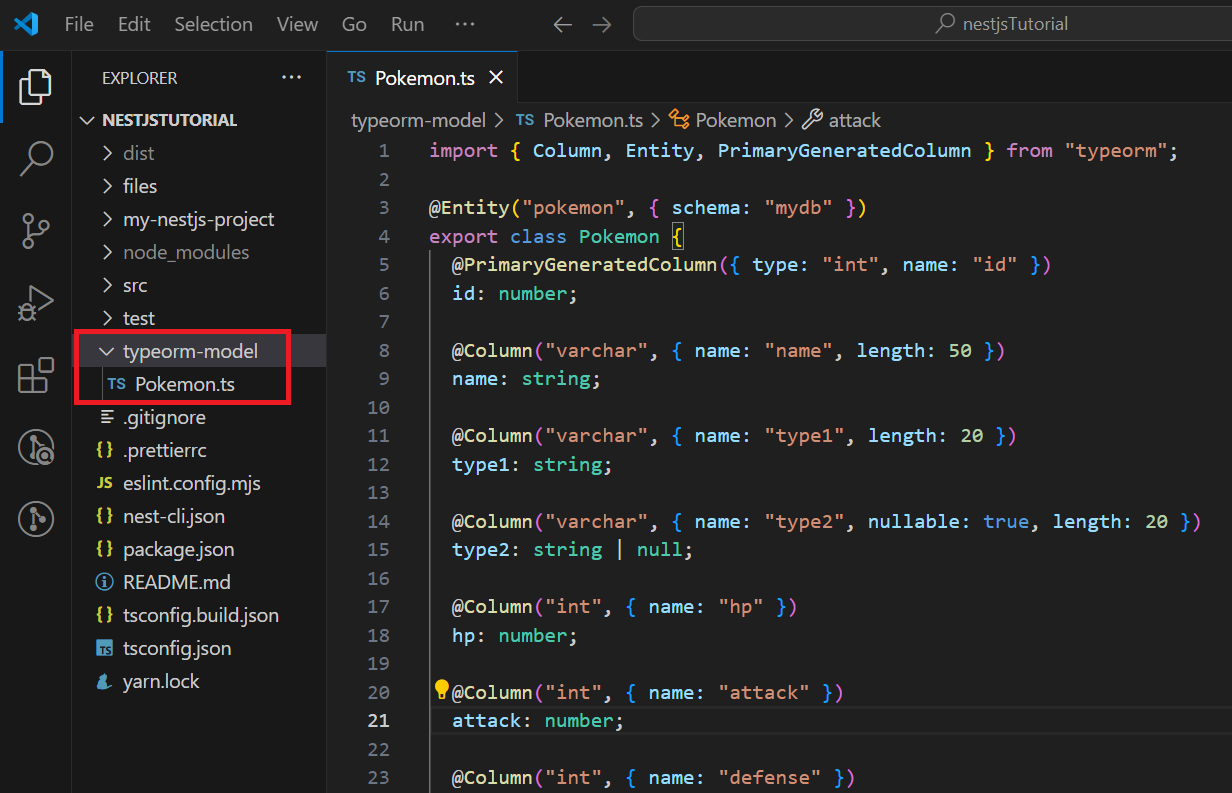 File Edit Selection View Go Run ··· ← → nestjsTutorial
EXPLORER ···
NESTJSTUTORIAL
dist
files
my-nestjs-project
node_modules
src
test
typeorm-model
TS Pokemon.ts
.gitignore
{} .prettierrc
JS eslint.config.mjs
{} nest-cli.json
{} package.json
README.md
{} tsconfig.build.json
TS tsconfig.json
yarn.lock
TS Pokemon.ts ×
typeorm-model > TS Pokemon.ts > Pokemon > attack
1 import { Column, Entity, PrimaryGeneratedColumn } from "typeorm";
2
3 @Entity("pokemon", { schema: "mydb" })
4 export class Pokemon {
5 @PrimaryGeneratedColumn({ type: "int", name: "id" })
6 id: number;
7
8 @Column("varchar", { name: "name", length: 50 })
9 name: string;
10
11 @Column("varchar", { name: "type1", length: 20 })
12 type1: string;
13
14 @Column("varchar", { name: "type2", nullable: true, length: 20 })
15 type2: string | null;
16
17 @Column("int", { name: "hp" })
18 hp: number;
19
20 @Column("int", { name: "attack" })
21 attack: number;
22
23 @Column("int", { name: "defense" })